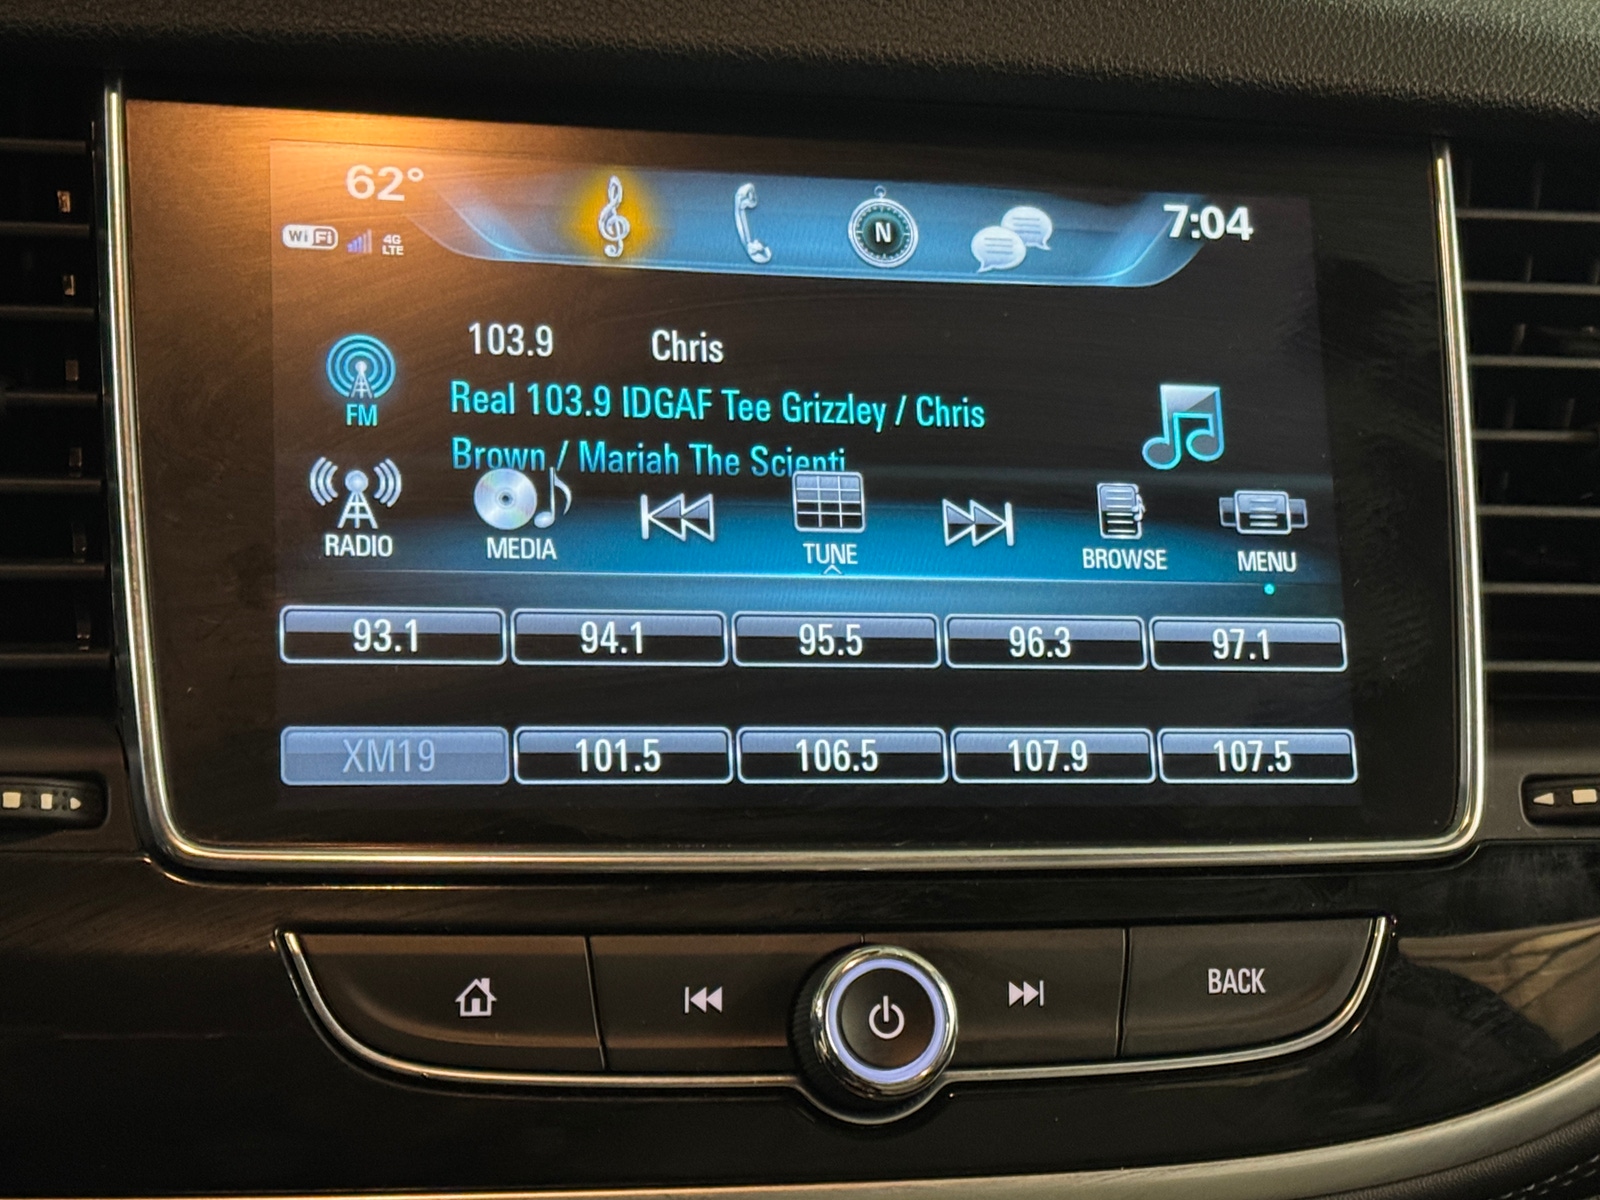 62°
7:04
WiFi 4G LTE
N
103.9 Chris
FM
Real 103.9 IDGAF Tee Grizzley / Chris
Brown / Mariah The Scienti
RADIO MEDIA TUNE BROWSE MENU
93.1 94.1 95.5 96.3 97.1
XM19 101.5 106.5 107.9 107.5
BACK